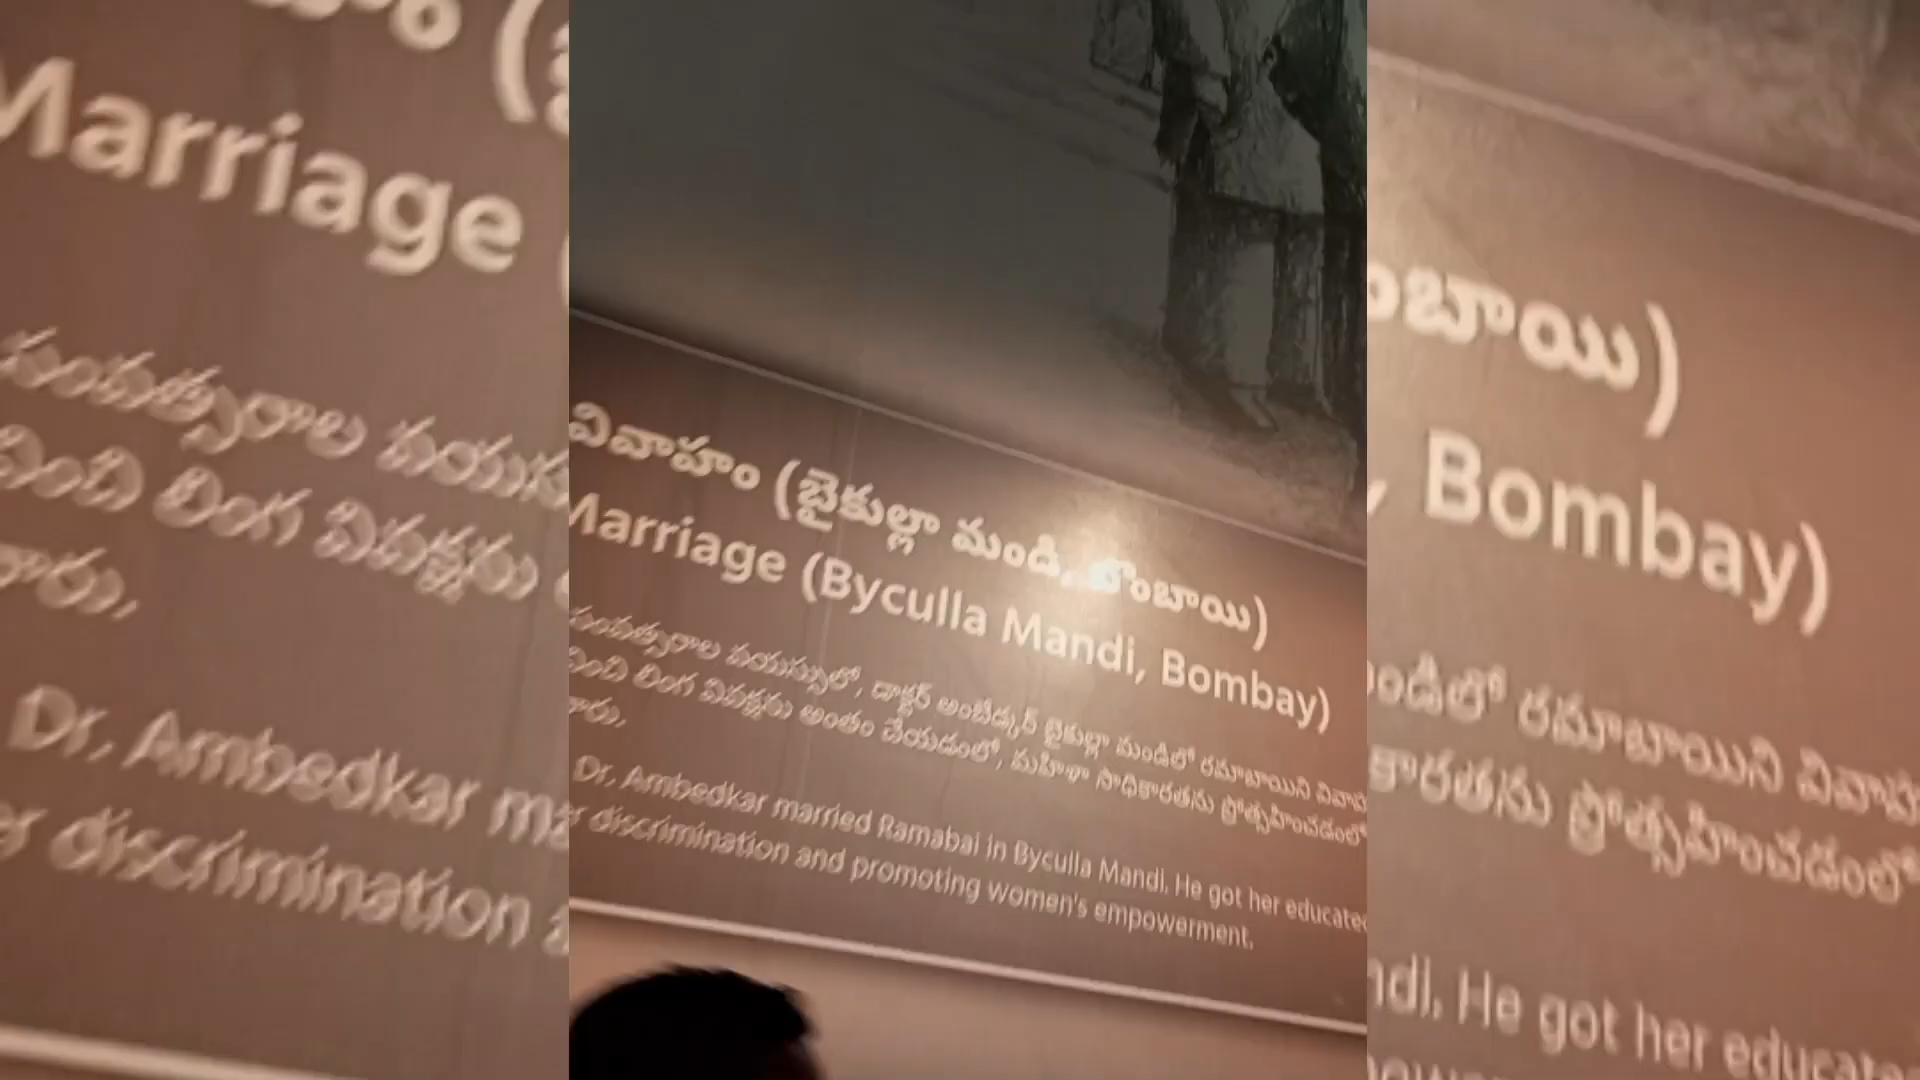 వివాహం (బైకుల్లా మండి, బొంబాయి)
Marriage (Byculla Mandi, Bombay)
సంవత్సరాల వయస్సులో, డాక్టర్ అంబేడ్కర్ బైకుల్లా మండిలో రమాబాయిని
లింగ వివక్షను అంతం చేయడంలో, మహిళా సాధికారతను ప్రోత్సహించడంలో
Dr. Ambedkar married Ramabai in Byculla Mandi. He got her educated
discrimination and promoting women's empowerment.